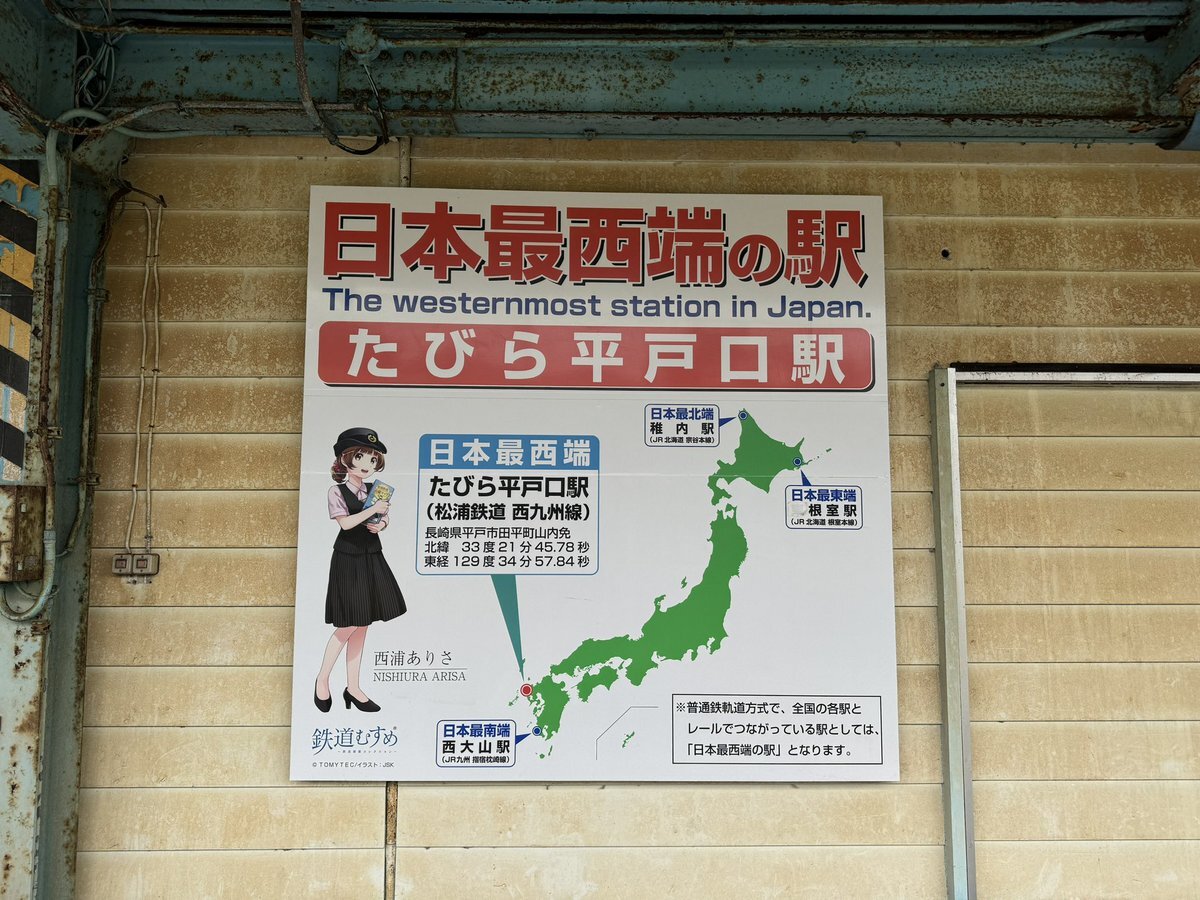 日本最西端の駅
The westernmost station in Japan.
たびら平戸口駅
日本最北端
稚内駅
(JR北海道 宗谷本線)
日本最東端
根室駅
(JR北海道 根室本線)
日本最西端
たびら平戸口駅
(松浦鉄道 西九州線)
長崎県平戸市田平町山内免
北緯 33度21分45.78秒
東経129度34分57.84秒
西浦ありさ
NISHIURA ARISA
鉄道むすめ
~鉄道制服コレクション~
© TOMYTEC/イラスト:JSK
日本最南端
西大山駅
(JR九州 指宿枕崎線)
※普通鉄軌道方式で、全国の各駅と
レールでつながっている駅としては、
「日本最西端の駅」となります。